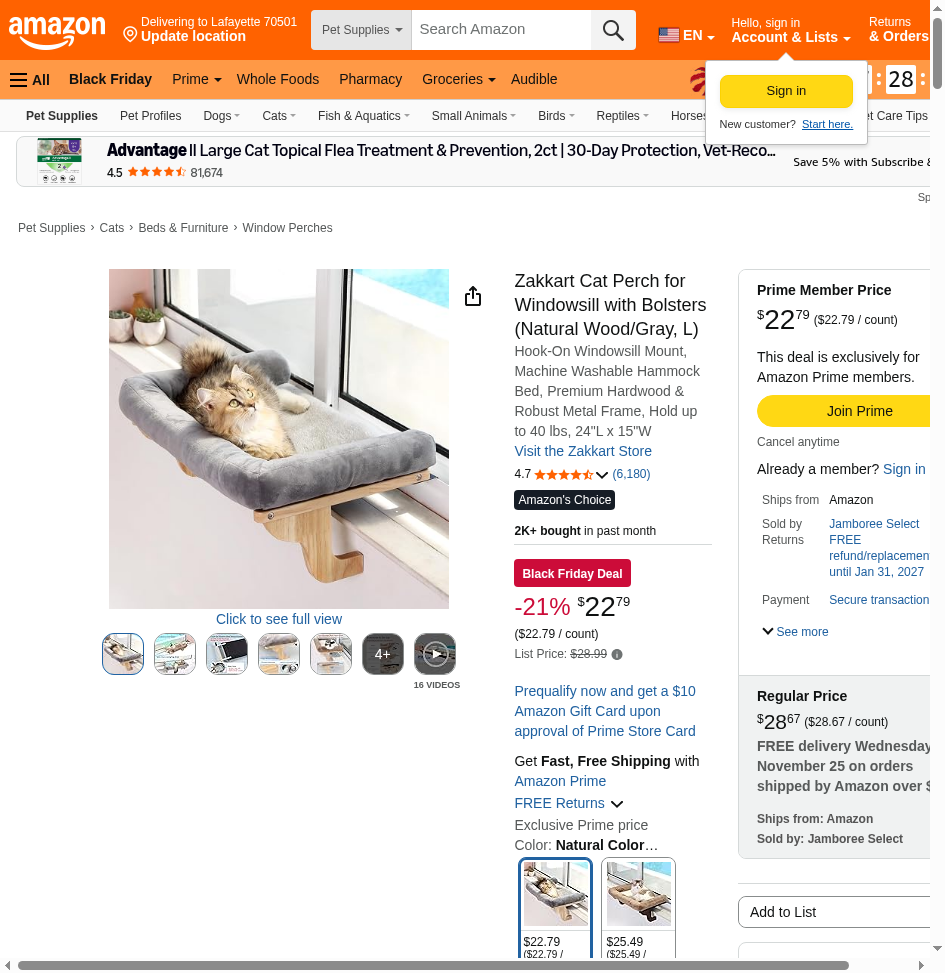 amazon
Delivering to Lafayette 70501
Update location
Pet Supplies
Search Amazon
EN
Hello, sign in
Account & Lists
Returns
& Orders
All
Black Friday
Prime
Whole Foods
Pharmacy
Groceries
Audible
: 28 :
Sign in
New customer? Start here.
Pet Supplies
Pet Profiles
Dogs
Cats
Fish & Aquatics
Small Animals
Birds
Reptiles
Care Tips
Advantage II Large Cat Topical Flea Treatment & Prevention, 2ct | 30-Day Protection, Vet-Reco...
4.5
81,674
Save 5% with Subscribe &
Pet Supplies › Cats › Beds & Furniture › Window Perches
Zakkart Cat Perch for
Windowsill with Bolsters
(Natural Wood/Gray, L)
Hook-On Windowsill Mount,
Machine Washable Hammock
Bed, Premium Hardwood &
Robust Metal Frame, Hold up
to 40 lbs, 24"L x 15"W
Visit the Zakkart Store
4.7 (6,180)
Amazon's Choice
2K+ bought in past month
Black Friday Deal
-21% $22 79
($22.79 / count)
List Price: $28.99
Prequalify now and get a $10
Amazon Gift Card upon
approval of Prime Store Card
Get Fast, Free Shipping with
Amazon Prime
FREE Returns
Exclusive Prime price
Color: Natural Color…
$22.79
($22.79 /
$25.49
($25.49 /
Click to see full view
4+
16 VIDEOS
Prime Member Price
$22 79 ($22.79 / count)
This deal is exclusively for
Amazon Prime members.
Join Prime
Cancel anytime
Already a member? Sign in
Ships from Amazon
Sold by Jamboree Select
Returns FREE
refund/replacemen
until Jan 31, 2027
Payment Secure transaction
See more
Regular Price
$28 67 ($28.67 / count)
FREE delivery Wednesday
November 25 on orders
shipped by Amazon over $
Ships from: Amazon
Sold by: Jamboree Select
Add to List